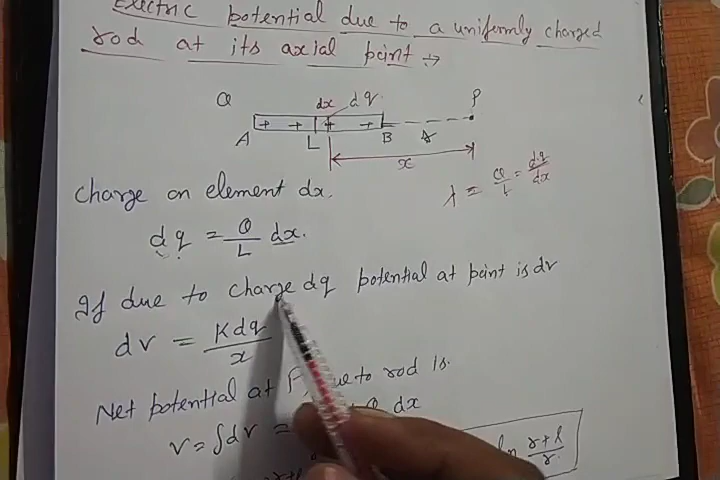 Electric potential due to a uniformly charged
rod at its axial point :→
Q dx dq P
A + + + + B r
L
x
charge on element dx. λ = Q/L = dq/dx
dq = Q/L dx.
If due to charge dq potential at point is dv
dv = Kdq/x
Net potential at P, due to rod is.
v = ∫dv = Q dx
ln r+l/r